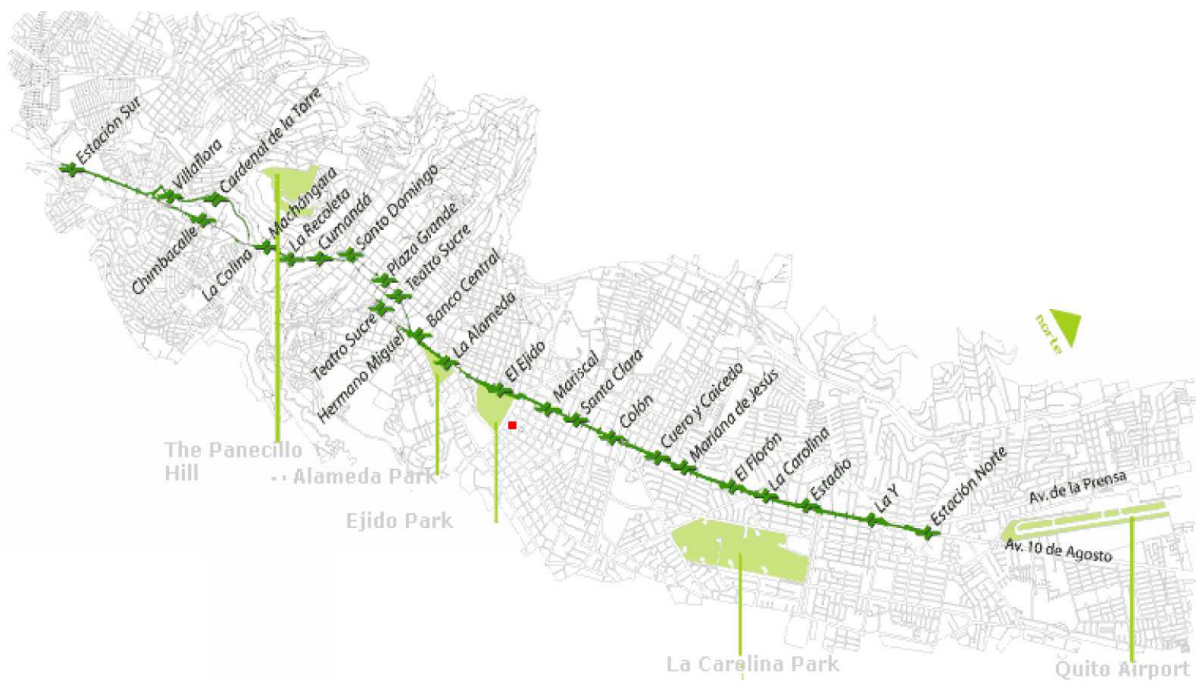 Estación Sur
Villaflora
Cardenal de la Torre
Chimbacalle
La Colina
Machángara
La Recoleta
Cumandá
Santo Domingo
Plaza Grande
Teatro Sucre
Teatro Sucre
Hermano Miguel
Banco Central
La Alameda
El Ejido
Mariscal
Santa Clara
Colón
Cuero y Caicedo
Mariana de Jesús
El Florón
La Carolina
Estadio
La Y
Estación Norte
norte
Av. de la Prensa
Av. 10 de Agosto
The Panecillo
Hill
Alameda Park
Ejido Park
La Carolina Park
Quito Airport